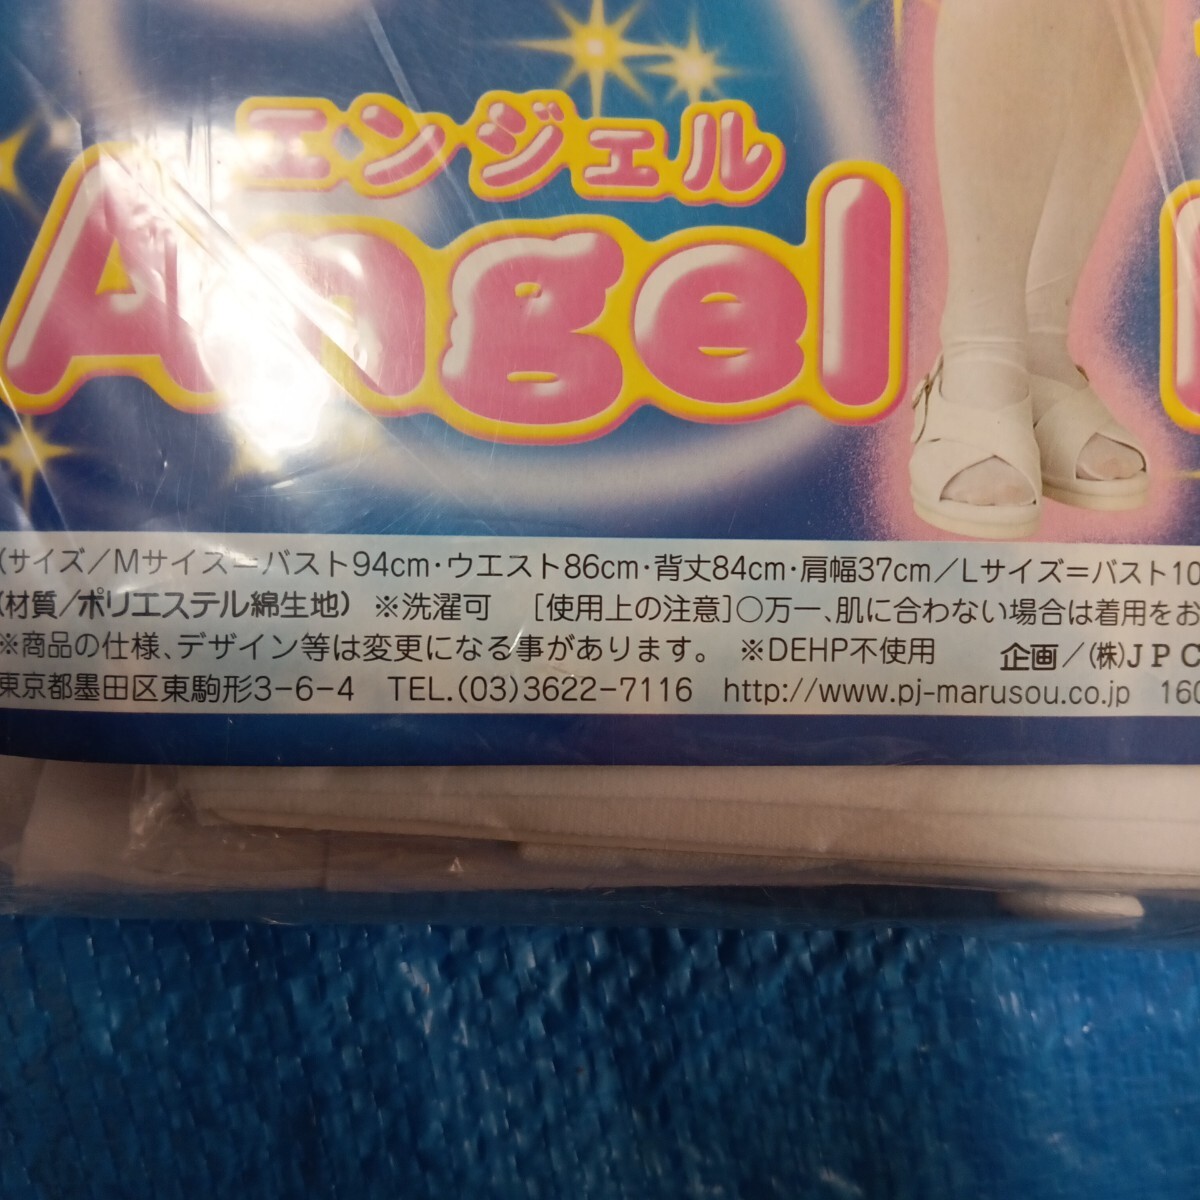 エンジェル
Angel
(サイズ/Mサイズ=バスト94cm・ウエスト86cm・背丈84cm・肩幅37cm/Lサイズ=バスト10
(材質/ポリエステル綿生地) ※洗濯可 [使用上の注意]○万一、肌に合わない場合は着用をお
※商品の仕様、デザイン等は変更になる事があります。 ※DEHP不使用 企画/(株)JPC
東京都墨田区東駒形3-6-4 TEL.(03)3622-7116 http://www.pj-marusou.co.jp 160